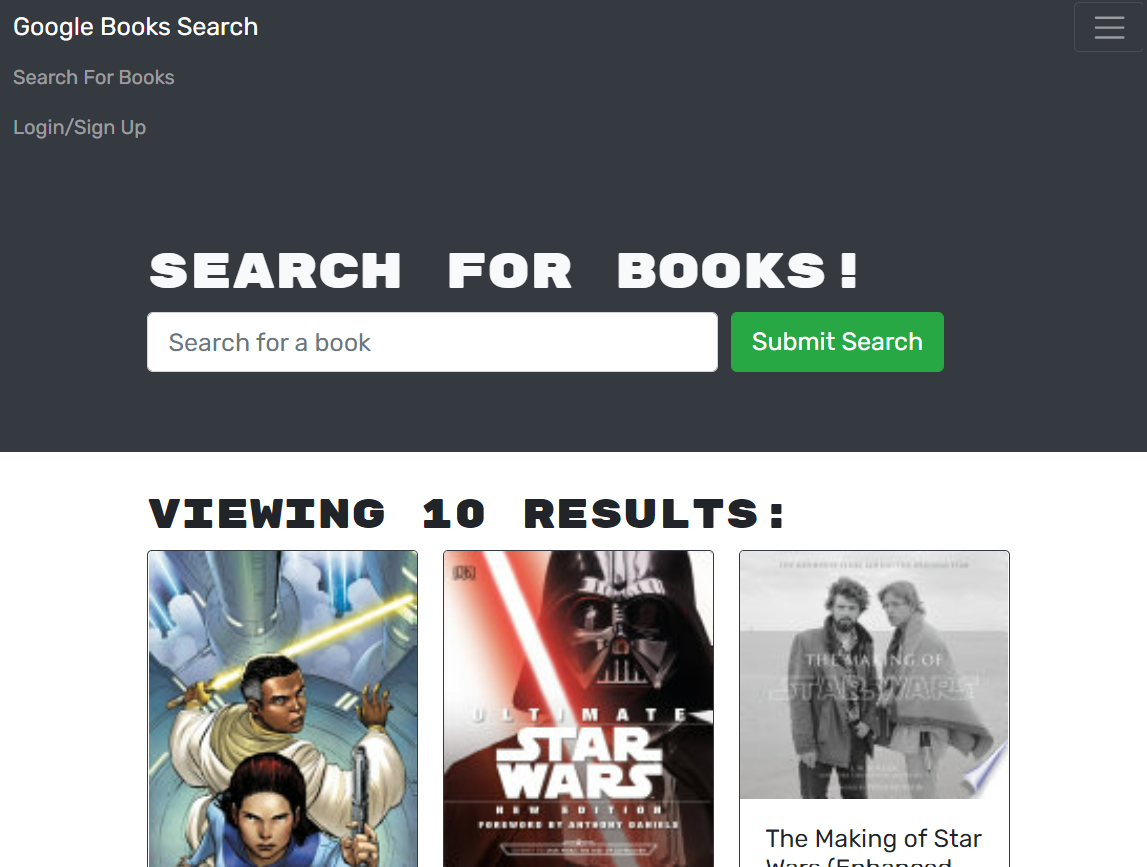 Google Books Search
Search For Books
Login/Sign Up
SEARCH FOR BOOKS!
Search for a book
Submit Search
VIEWING 10 RESULTS:
DK
ULTIMATE
STAR
WARS
NEW EDITION
FOREWORD BY ANTHONY DANIELS
THE MAKING OF
STAR WARS
The Making of Star
Wars (Enhanced